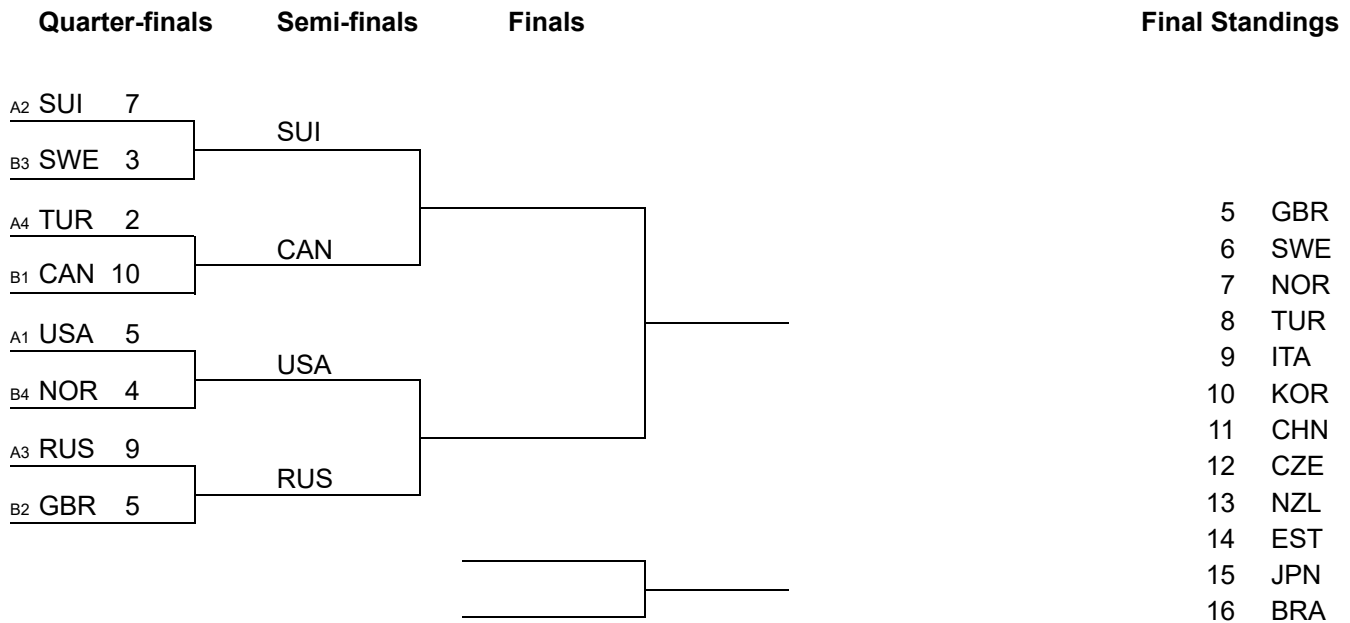 Quarter-finals Semi-finals Finals Final Standings
A2 SUI 7
SUI
B3 SWE 3
A4 TUR 2
CAN
B1 CAN 10
A1 USA 5
USA
B4 NOR 4
A3 RUS 9
RUS
B2 GBR 5
5 GBR
6 SWE
7 NOR
8 TUR
9 ITA
10 KOR
11 CHN
12 CZE
13 NZL
14 EST
15 JPN
16 BRA